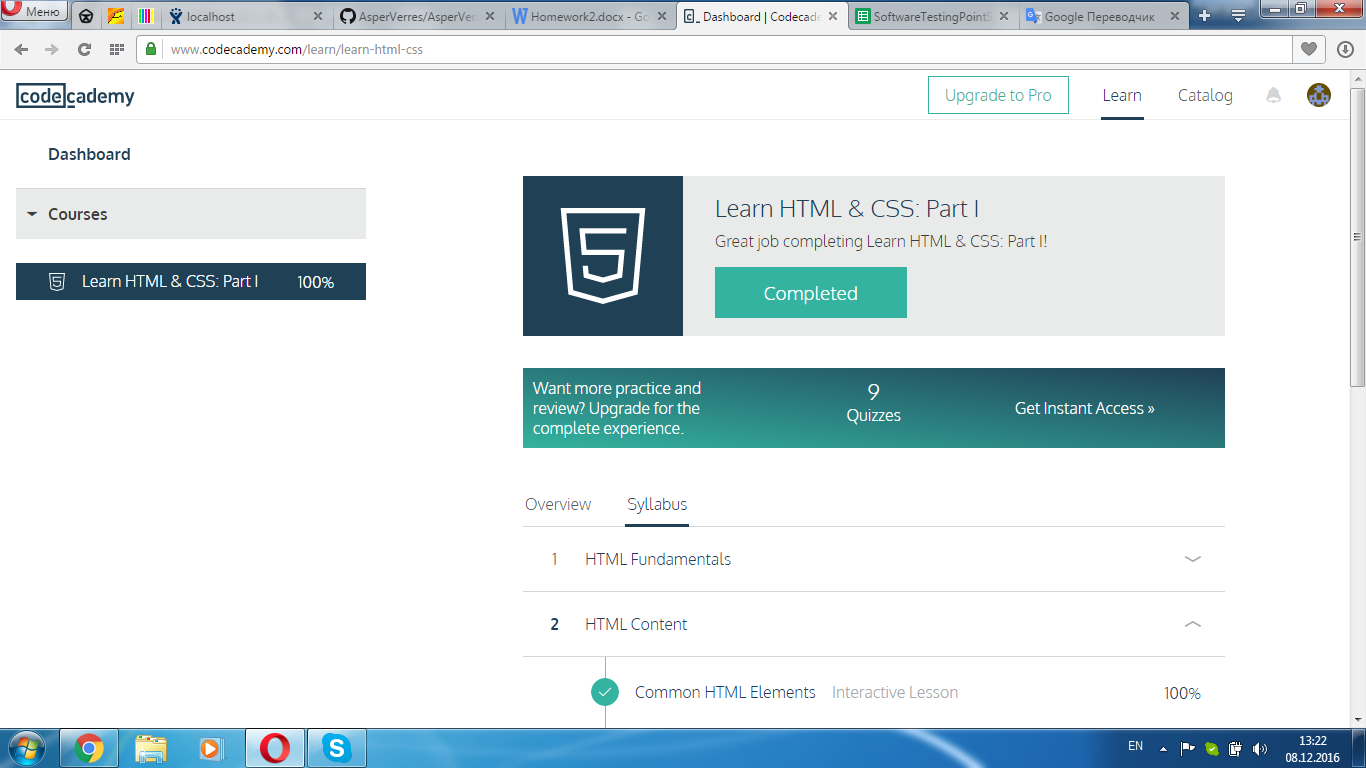 Меню
localhost
AsperVerres/AsperVer
Homework2.docx - Go
Dashboard | Codecade
SoftwareTestingPointS
Google Переводчик
www.codecademy.com/learn/learn-html-css
codecademy
Upgrade to Pro
Learn
Catalog
Dashboard
Courses
Learn HTML & CSS: Part I 100%
Learn HTML & CSS: Part I
Great job completing Learn HTML & CSS: Part I!
Completed
Want more practice and
review? Upgrade for the
complete experience.
9
Quizzes
Get Instant Access »
Overview Syllabus
1 HTML Fundamentals
2 HTML Content
Common HTML Elements Interactive Lesson 100%
EN
13:22
08.12.2016